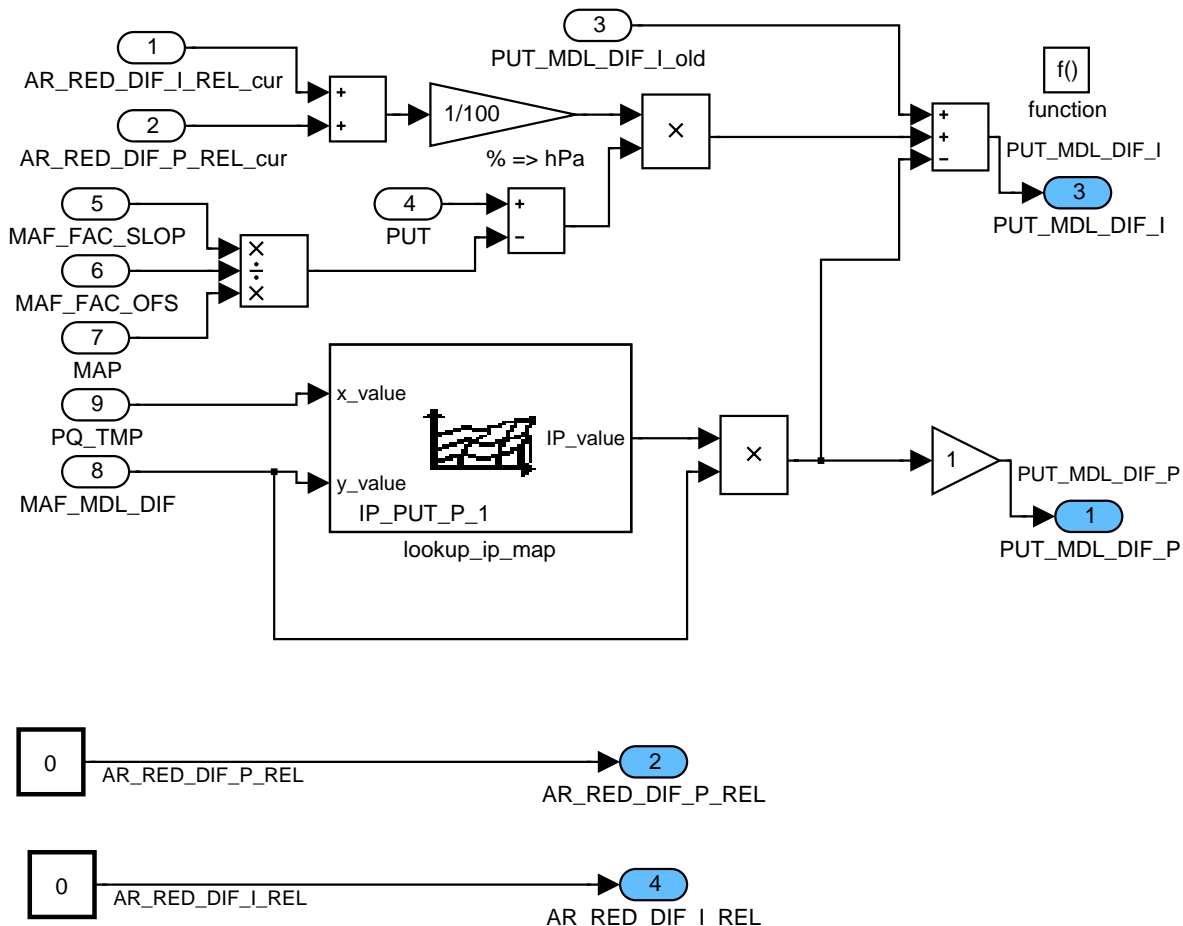 1
AR_RED_DIF_I_REL_cur
2
AR_RED_DIF_P_REL_cur
+
+
1/100
% => hPa
3
PUT_MDL_DIF_I_old
×
f()
function
+
+
−
PUT_MDL_DIF_I
3
PUT_MDL_DIF_I
5
MAF_FAC_SLOP
6
MAF_FAC_OFS
7
MAP
×
÷
×
4
PUT
+
−
9
PQ_TMP
8
MAF_MDL_DIF
x_value
y_value
IP_value
IP_PUT_P_1
lookup_ip_map
×
1
PUT_MDL_DIF_P
1
PUT_MDL_DIF_P
0
AR_RED_DIF_P_REL
2
AR_RED_DIF_P_REL
0
AR_RED_DIF_I_REL
4
AR_RED_DIF_I_REL